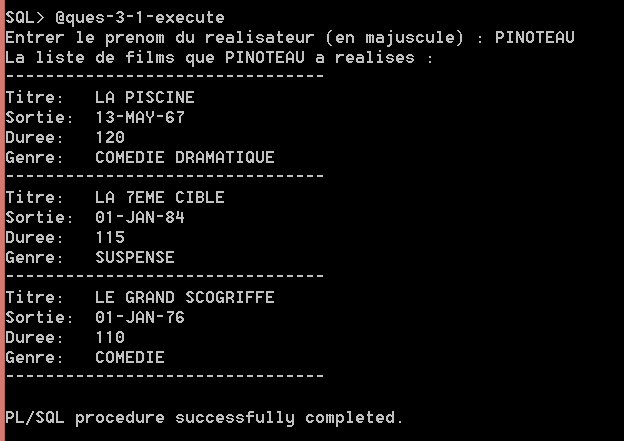 SQL> @ques-3-1-execute
Entrer le prenom du realisateur (en majuscule) : PINOTEAU
La liste de films que PINOTEAU a realises :
--------------------------------
Titre:   LA PISCINE
Sortie:  13-MAY-67
Duree:   120
Genre:   COMEDIE DRAMATIQUE
--------------------------------
Titre:   LA 7EME CIBLE
Sortie:  01-JAN-84
Duree:   115
Genre:   SUSPENSE
--------------------------------
Titre:   LE GRAND SCOGRIFFE
Sortie:  01-JAN-76
Duree:   110
Genre:   COMEDIE
--------------------------------
PL/SQL procedure successfully completed.